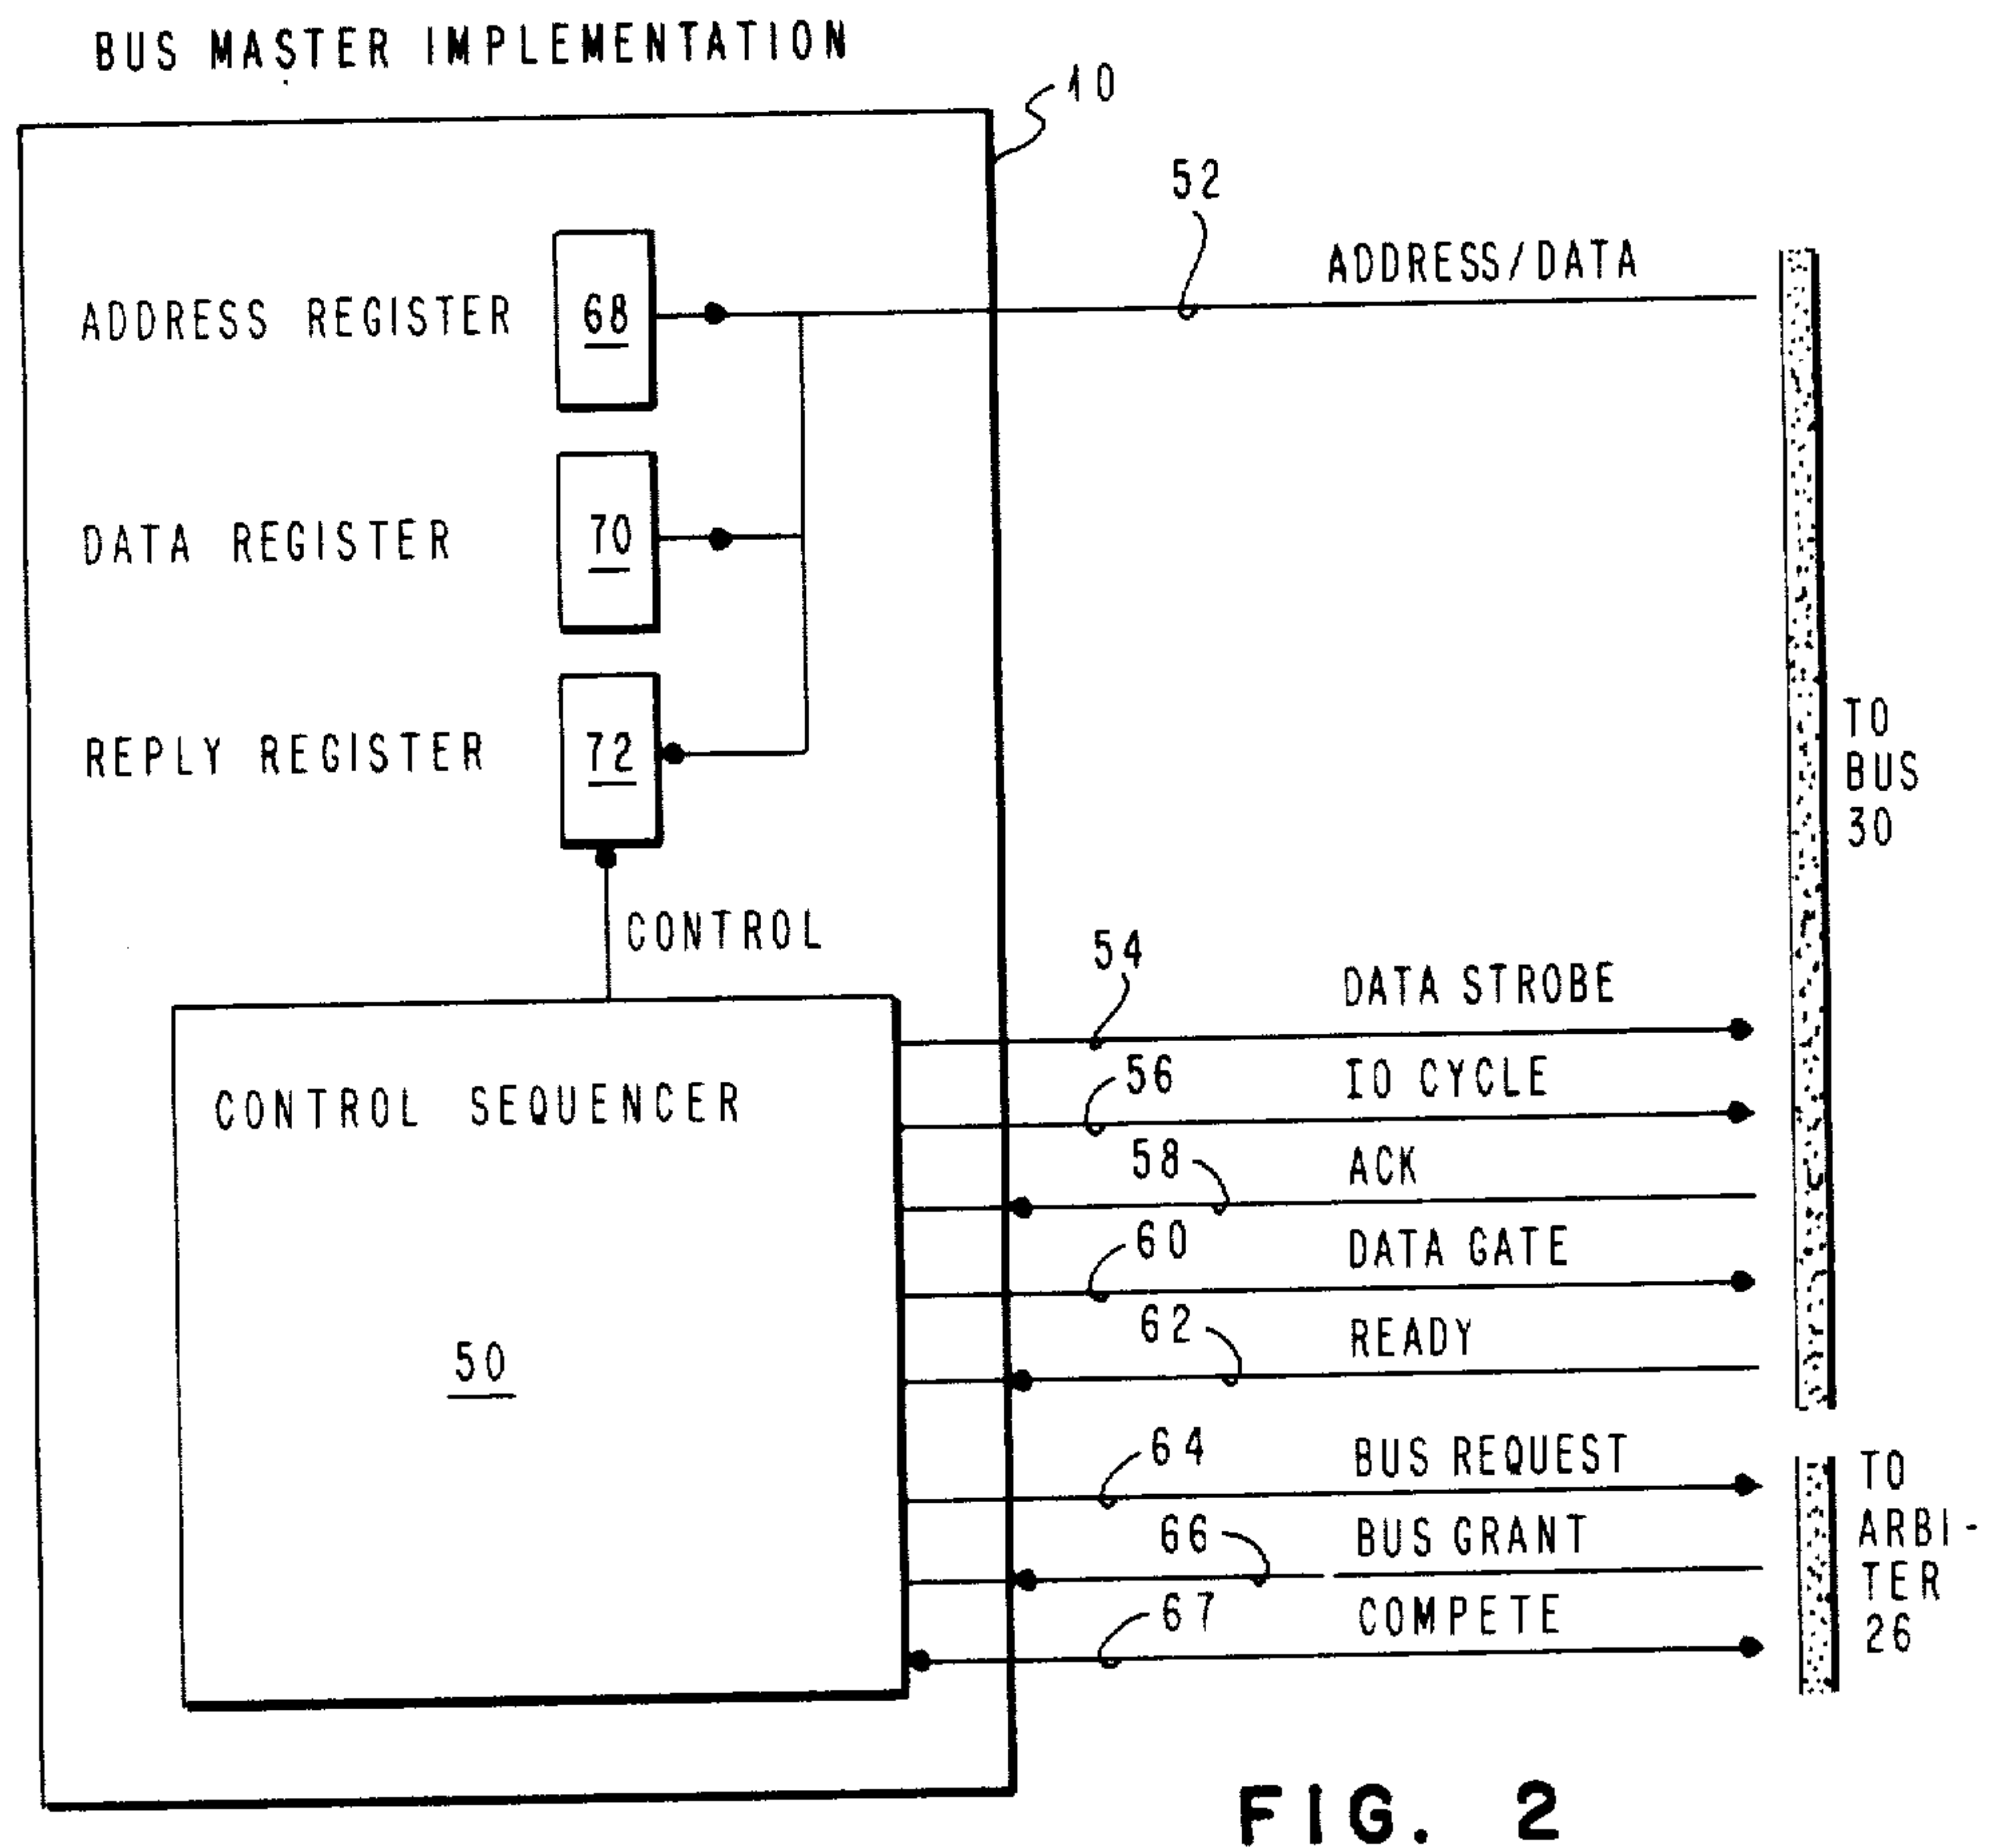 BUS MASTER IMPLEMENTATION
10
52
ADDRESS/DATA
ADDRESS REGISTER
68
DATA REGISTER
70
REPLY REGISTER
72
TO
BUS
30
CONTROL
54
DATA STROBE
CONTROL SEQUENCER
50
56
IO CYCLE
58
ACK
60
DATA GATE
62
READY
64
BUS REQUEST
66
BUS GRANT
67
COMPETE
TO
ARBI-
TER
26
FIG. 2